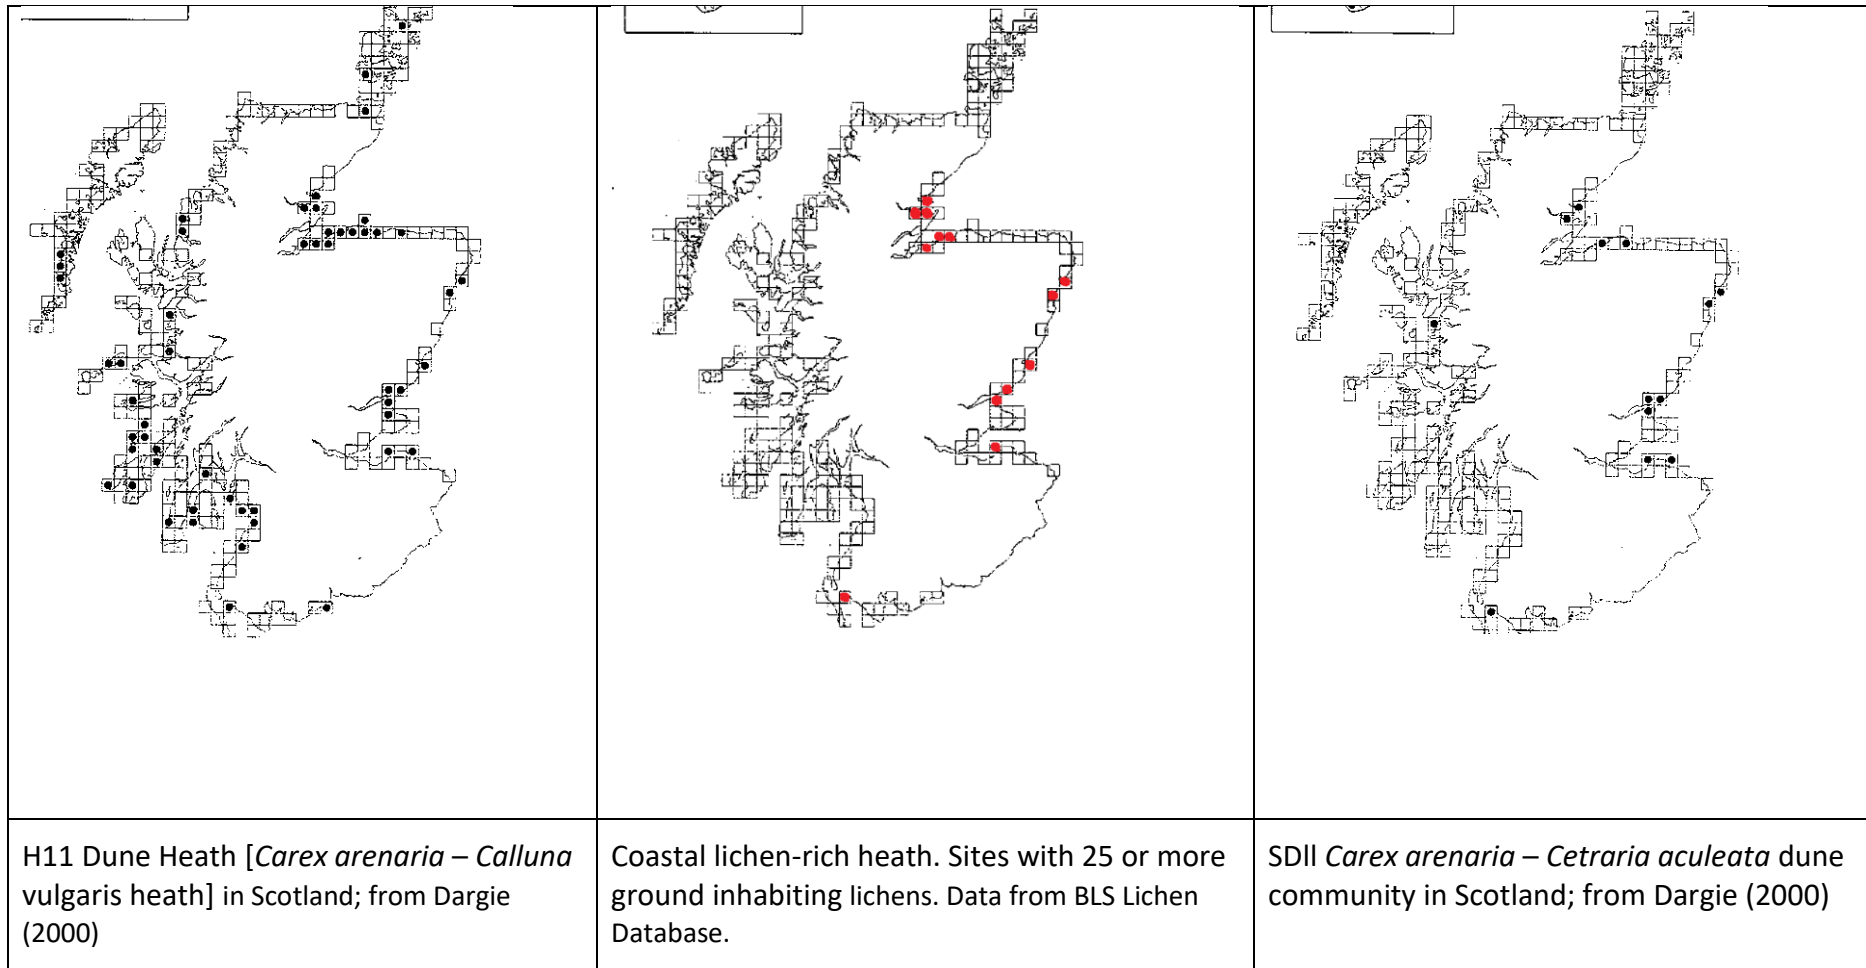 H11 Dune Heath [Carex arenaria – Calluna
vulgaris heath] in Scotland; from Dargie
(2000)
Coastal lichen-rich heath. Sites with 25 or more
ground inhabiting lichens. Data from BLS Lichen
Database.
SDll Carex arenaria – Cetraria aculeata dune
community in Scotland; from Dargie (2000)